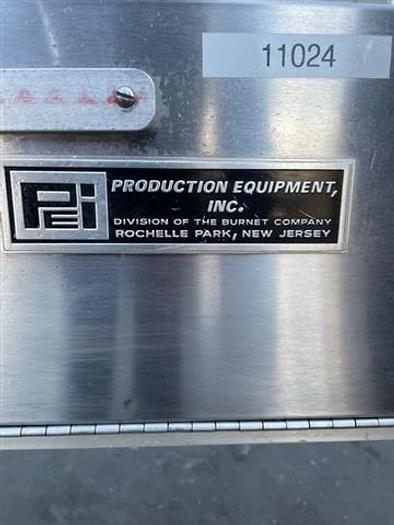 11024
PEi
PRODUCTION EQUIPMENT,
INC.
DIVISION OF THE BURNET COMPANY
ROCHELLE PARK, NEW JERSEY